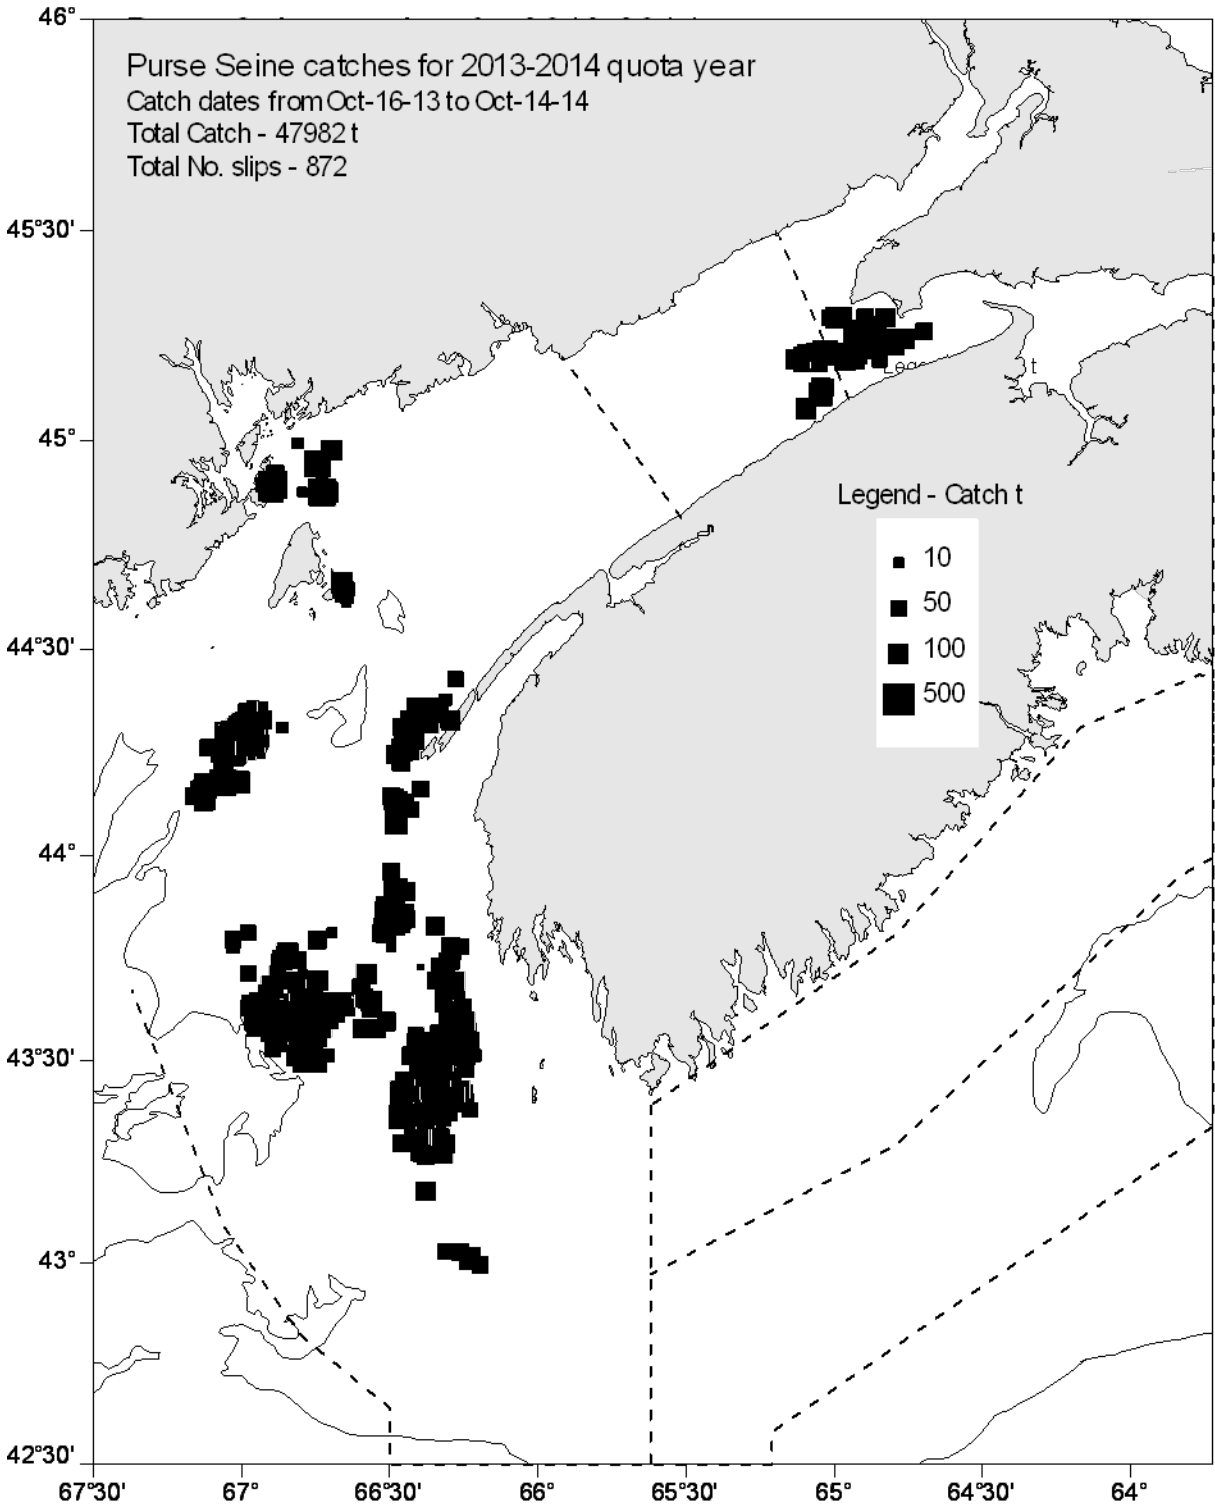 46°
Purse Seine catches for 2013-2014 quota year
Catch dates from Oct-16-13 to Oct-14-14
Total Catch - 47982 t
Total No. slips - 872
45°30'
t
45°
Legend - Catch t
10
50
44°30'
100
500
44°
43°30'
43°
42°30'
67°30' 67° 66°30' 66° 65°30' 65° 64°30' 64°